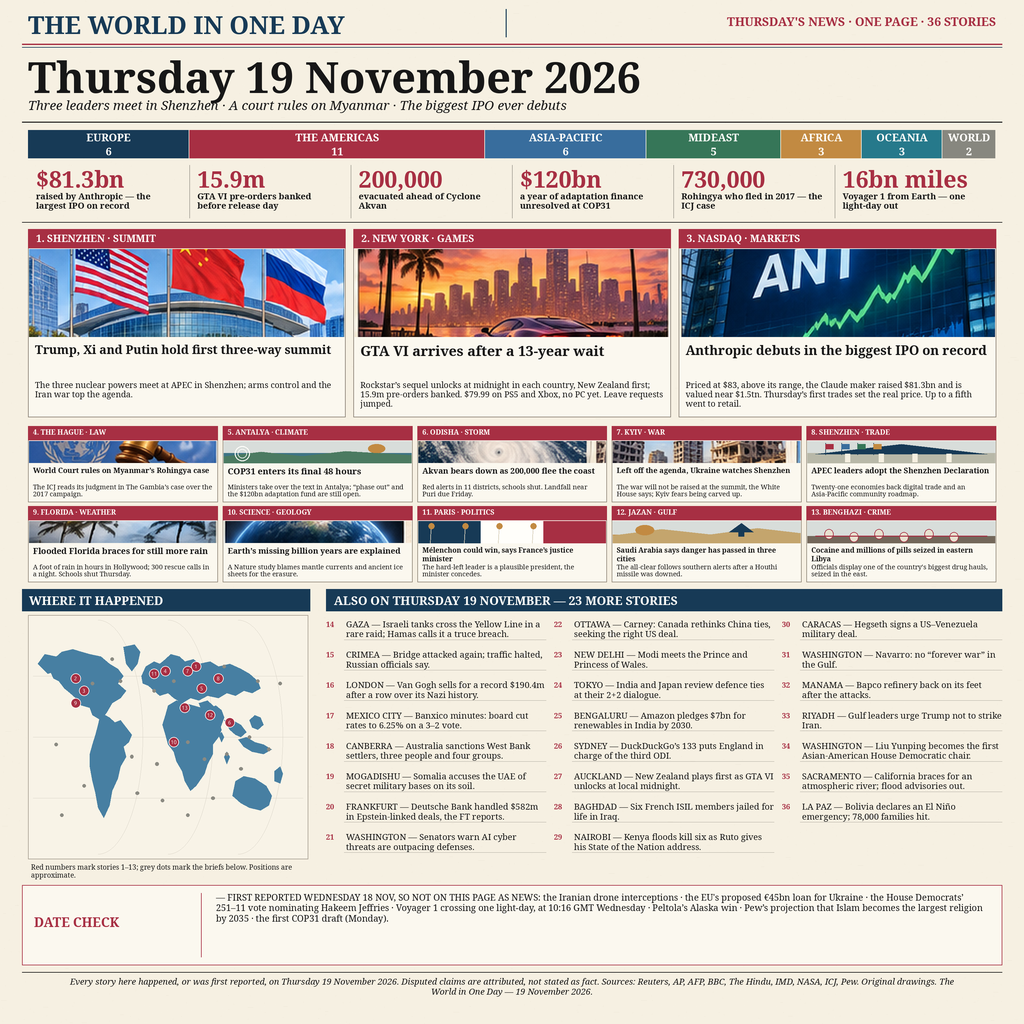 THE WORLD IN ONE DAY
THURSDAY'S NEWS · ONE PAGE · 36 STORIES
Thursday 19 November 2026
Three leaders meet in Shenzhen · A court rules on Myanmar · The biggest IPO ever debuts
EUROPE
6
THE AMERICAS
11
ASIA-PACIFIC
6
MIDEAST
5
AFRICA
3
OCEANIA
3
WORLD
2
$81.3bn
raised by Anthropic — the
largest IPO on record
15.9m
GTA VI pre-orders banked
before release day
200,000
evacuated ahead of Cyclone
Akvan
$120bn
a year of adaptation finance
unresolved at COP31
730,000
Rohingya who fled in 2017 — the
ICJ case
16bn miles
Voyager 1 from Earth — one
light-day out
1. SHENZHEN · SUMMIT
Trump, Xi and Putin hold first three-way summit
The three nuclear powers meet at APEC in Shenzhen; arms control and the
Iran war top the agenda.
2. NEW YORK · GAMES
GTA VI arrives after a 13-year wait
Rockstar's sequel unlocks at midnight in each country, New Zealand first;
15.9m pre-orders banked. $79.99 on PS5 and Xbox, no PC yet. Leave requests
jumped.
3. NASDAQ · MARKETS
ANT
Anthropic debuts in the biggest IPO on record
Priced at $83, above its range, the Claude maker raised $81.3bn and is
valued near $1.5tn. Thursday's first trades set the real price. Up to a fifth
went to retail.
4. THE HAGUE · LAW
World Court rules on Myanmar's Rohingya case
The ICJ reads its judgment in The Gambia's case over the
2017 campaign.
5. ANTALYA · CLIMATE
COP31 enters its final 48 hours
Ministers take over the text in Antalya; "phase out" and
the $120bn adaptation fund are still open.
6. ODISHA · STORM
Akvan bears down as 200,000 flee the coast
Red alerts in 11 districts, schools shut. Landfall near
Puri due Friday.
7. KYIV · WAR
Left off the agenda, Ukraine watches Shenzhen
The war will not be raised at the summit, the White
House says; Kyiv fears being carved up.
8. SHENZHEN · TRADE
APEC leaders adopt the Shenzhen Declaration
Twenty-one economies back digital trade and an
Asia-Pacific community roadmap.
9. FLORIDA · WEATHER
Flooded Florida braces for still more rain
A foot of rain in hours in Hollywood; 300 rescue calls in
a night. Schools shut Thursday.
10. SCIENCE · GEOLOGY
Earth's missing billion years are explained
A Nature study blames mantle currents and ancient ice
sheets for the erasure.
11. PARIS · POLITICS
Mélenchon could win, says France's justice
minister
The hard-left leader is a plausible president, the
minister concedes.
12. JAZAN · GULF
Saudi Arabia says danger has passed in three
cities
The all-clear follows southern alerts after a Houthi
missile was downed.
13. BENGHAZI · CRIME
Cocaine and millions of pills seized in eastern
Libya
Officials display one of the country's biggest drug hauls,
seized in the east.
WHERE IT HAPPENED
Red numbers mark stories 1–13; grey dots mark the briefs below. Positions are
approximate.
ALSO ON THURSDAY 19 NOVEMBER — 23 MORE STORIES
14 GAZA — Israeli tanks cross the Yellow Line in a
rare raid; Hamas calls it a truce breach.
15 CRIMEA — Bridge attacked again; traffic halted,
Russian officials say.
16 LONDON — Van Gogh sells for a record $190.4m
after a row over its Nazi history.
17 MEXICO CITY — Banxico minutes: board cut
rates to 6.25% on a 3–2 vote.
18 CANBERRA — Australia sanctions West Bank
settlers, three people and four groups.
19 MOGADISHU — Somalia accuses the UAE of
secret military bases on its soil.
20 FRANKFURT — Deutsche Bank handled $582m
in Epstein-linked deals, the FT reports.
21 WASHINGTON — Senators warn AI cyber
threats are outpacing defenses.
22 OTTAWA — Carney: Canada rethinks China ties,
seeking the right US deal.
23 NEW DELHI — Modi meets the Prince and
Princess of Wales.
24 TOKYO — India and Japan review defence ties
at their 2+2 dialogue.
25 BENGALURU — Amazon pledges $7bn for
renewables in India by 2030.
26 SYDNEY — DuckDuckGo's 133 puts England in
charge of the third ODI.
27 AUCKLAND — New Zealand plays first as GTA VI
unlocks at local midnight.
28 BAGHDAD — Six French ISIL members jailed for
life in Iraq.
29 NAIROBI — Kenya floods kill six as Ruto gives
his State of the Nation address.
30 CARACAS — Hegseth signs a US–Venezuela
military deal.
31 WASHINGTON — Navarro: no "forever war" in
the Gulf.
32 MANAMA — Bapco refinery back on its feet
after the attacks.
33 RIYADH — Gulf leaders urge Trump not to strike
Iran.
34 WASHINGTON — Liu Yunping becomes the first
Asian-American House Democratic chair.
35 SACRAMENTO — California braces for an
atmospheric river; flood advisories out.
36 LA PAZ — Bolivia declares an El Niño
emergency; 78,000 families hit.
DATE CHECK
— FIRST REPORTED WEDNESDAY 18 NOV, SO NOT ON THIS PAGE AS NEWS: the Iranian drone interceptions · the EU's proposed €45bn loan for Ukraine · the House Democrats'
251–11 vote nominating Hakeem Jeffries · Voyager 1 crossing one light-day, at 10:16 GMT Wednesday · Peltola's Alaska win · Pew's projection that Islam becomes the largest religion
by 2035 · the first COP31 draft (Monday).
Every story here happened, or was first reported, on Thursday 19 November 2026. Disputed claims are attributed, not stated as fact. Sources: Reuters, AP, AFP, BBC, The Hindu, IMD, NASA, ICJ, Pew. Original drawings. The
World in One Day — 19 November 2026.